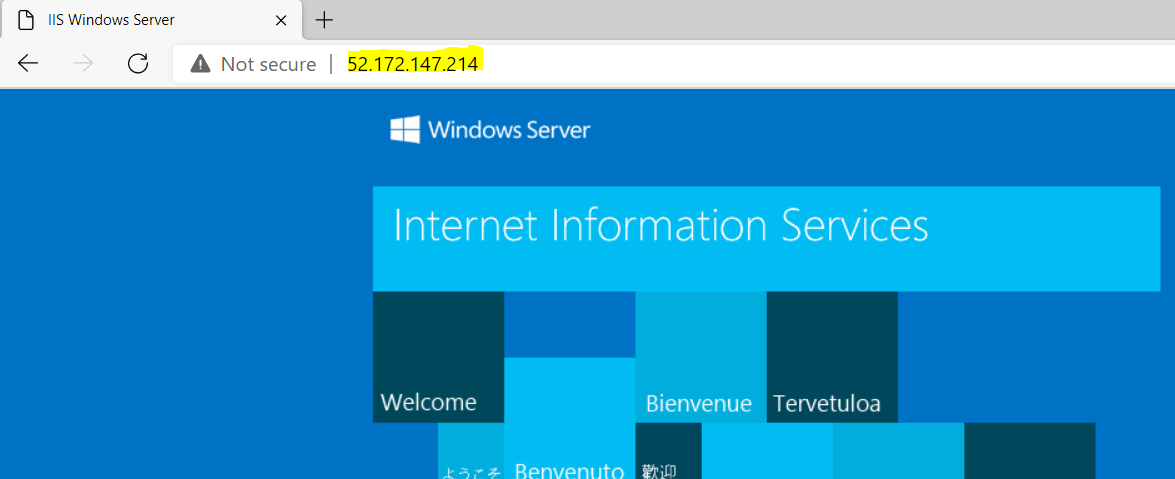 IIS Windows Server
Not secure | 52.172.147.214
Windows Server
Internet Information Services
Welcome
Bienvenue
Tervetuloa
ようこそ
Benvenuto
歡迎